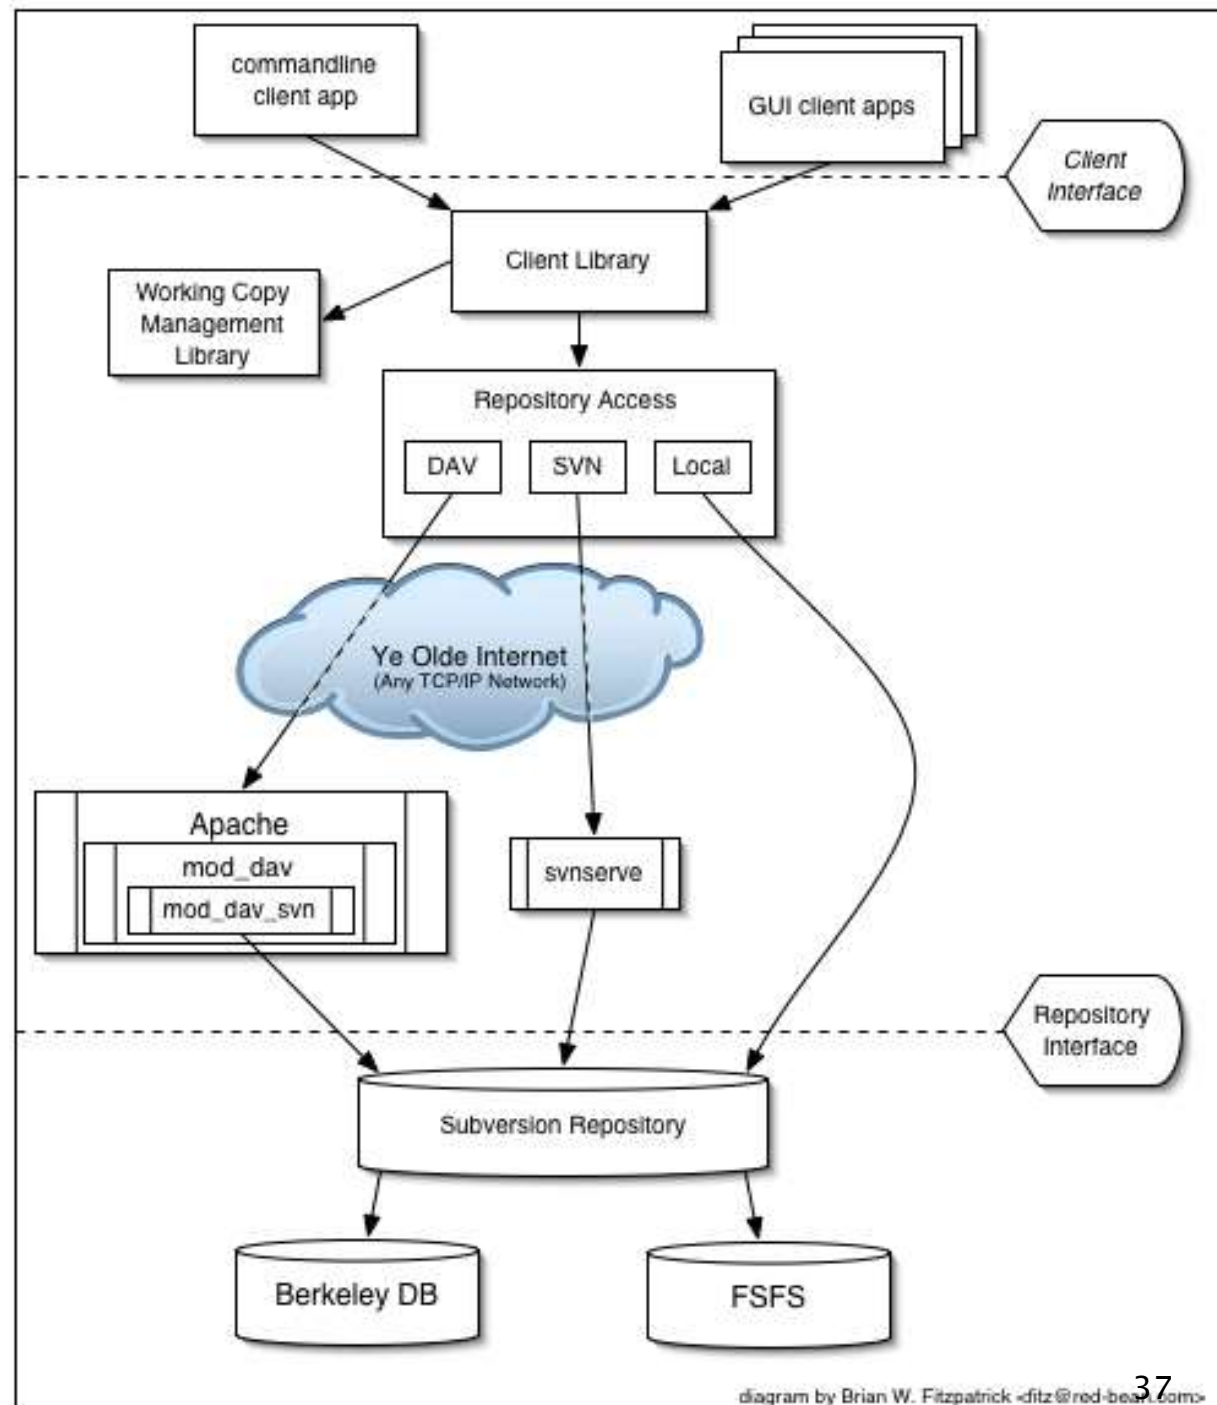 commandline
client app
GUI client apps
Client
Interface
Client Library
Working Copy
Management
Library
Repository Access
DAV
SVN
Local
Ye Olde Internet
(Any TCP/IP Network)
Apache
mod_dav
mod_dav_svn
svnserve
Repository
Interface
Subversion Repository
Berkeley DB
FSFS
37
diagram by Brian W. Fitzpatrick